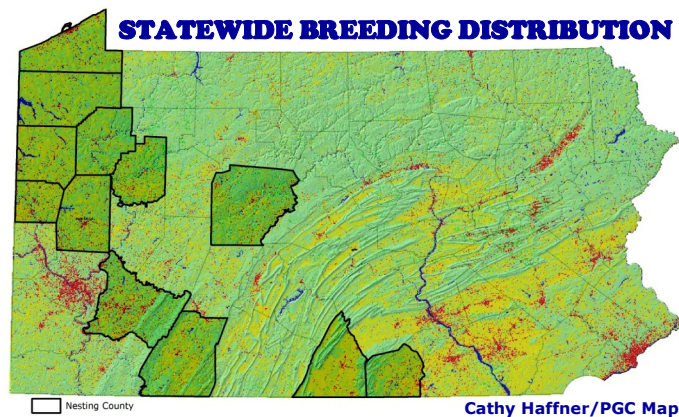 STATEWIDE BREEDING DISTRIBUTION
Nesting County
Cathy Haffner/PGC Map